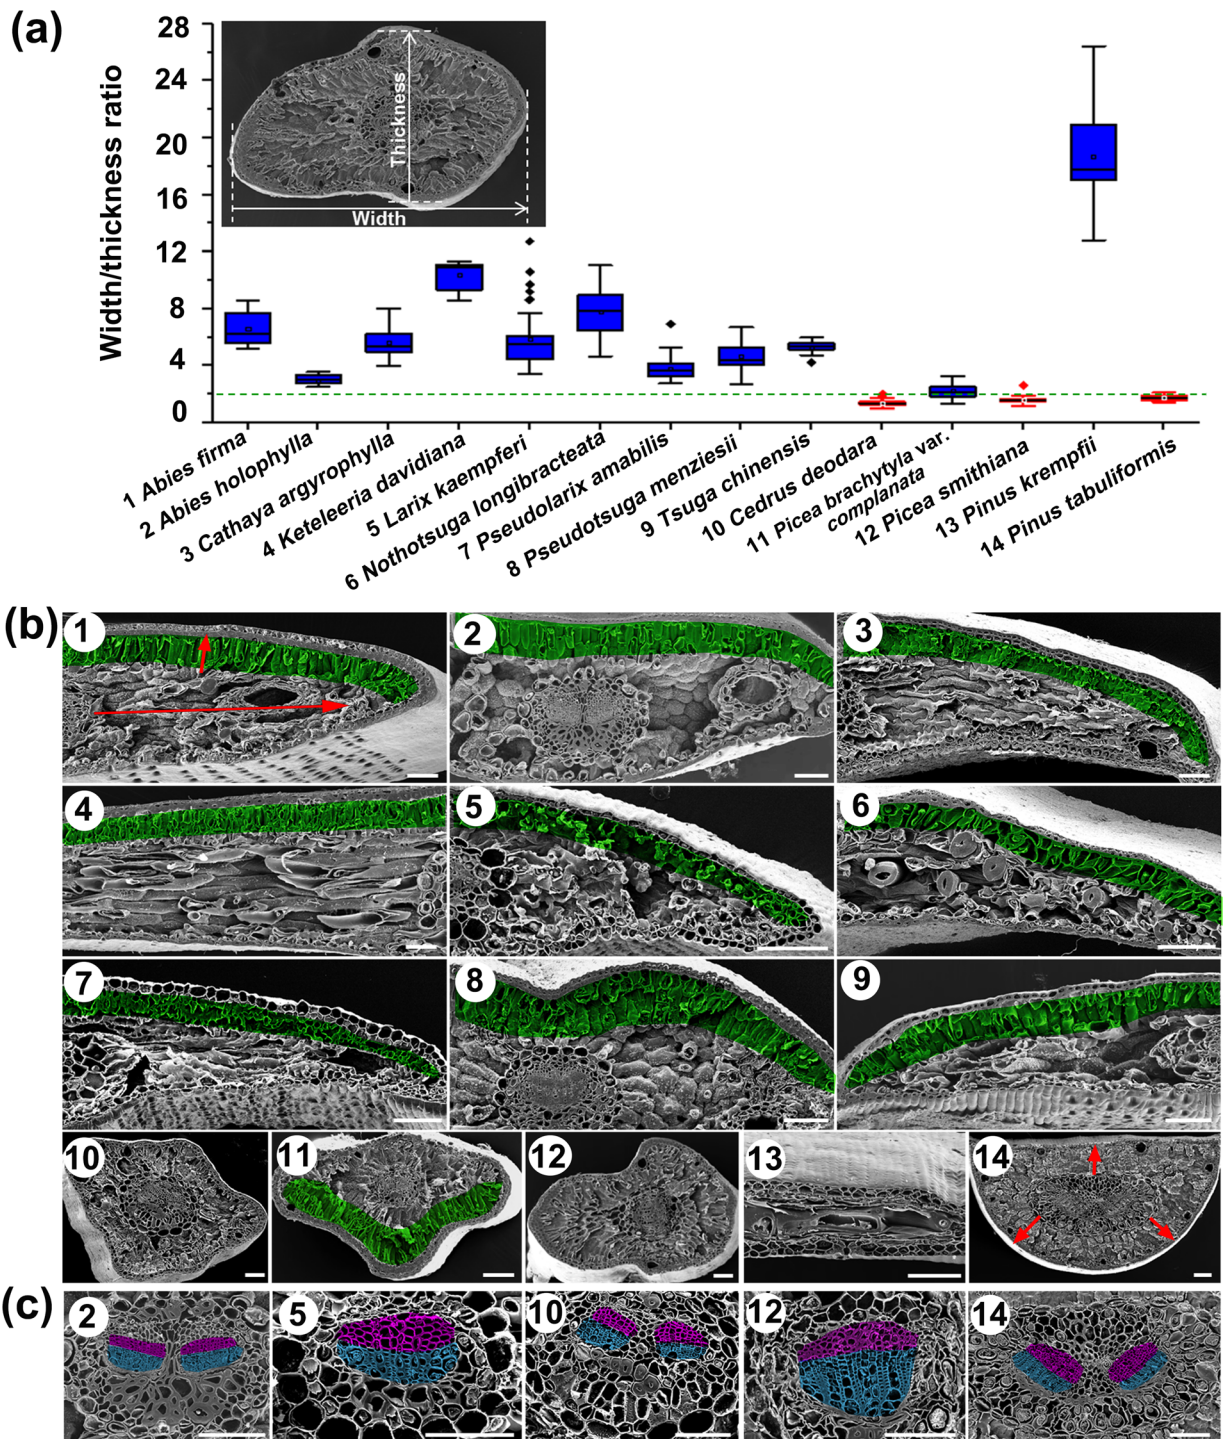 (a)
Width/thickness ratio
28
24
20
16
12
8
4
0
Thickness
Width
1 Abies firma
2 Abies holophylla
3 Cathaya argyrophylla
4 Keteleeria davidiana
5 Larix kaempferi
6 Nothotsuga longibracteata
7 Pseudolarix amabilis
8 Pseudotsuga menziesii
9 Tsuga chinensis
10 Cedrus deodara
11 Picea brachytyla var.
complanata
12 Picea smithiana
13 Pinus krempfii
14 Pinus tabuliformis
(b)
1
2
3
4
5
6
7
8
9
10
11
12
13
14
(c)
2
5
10
12
14